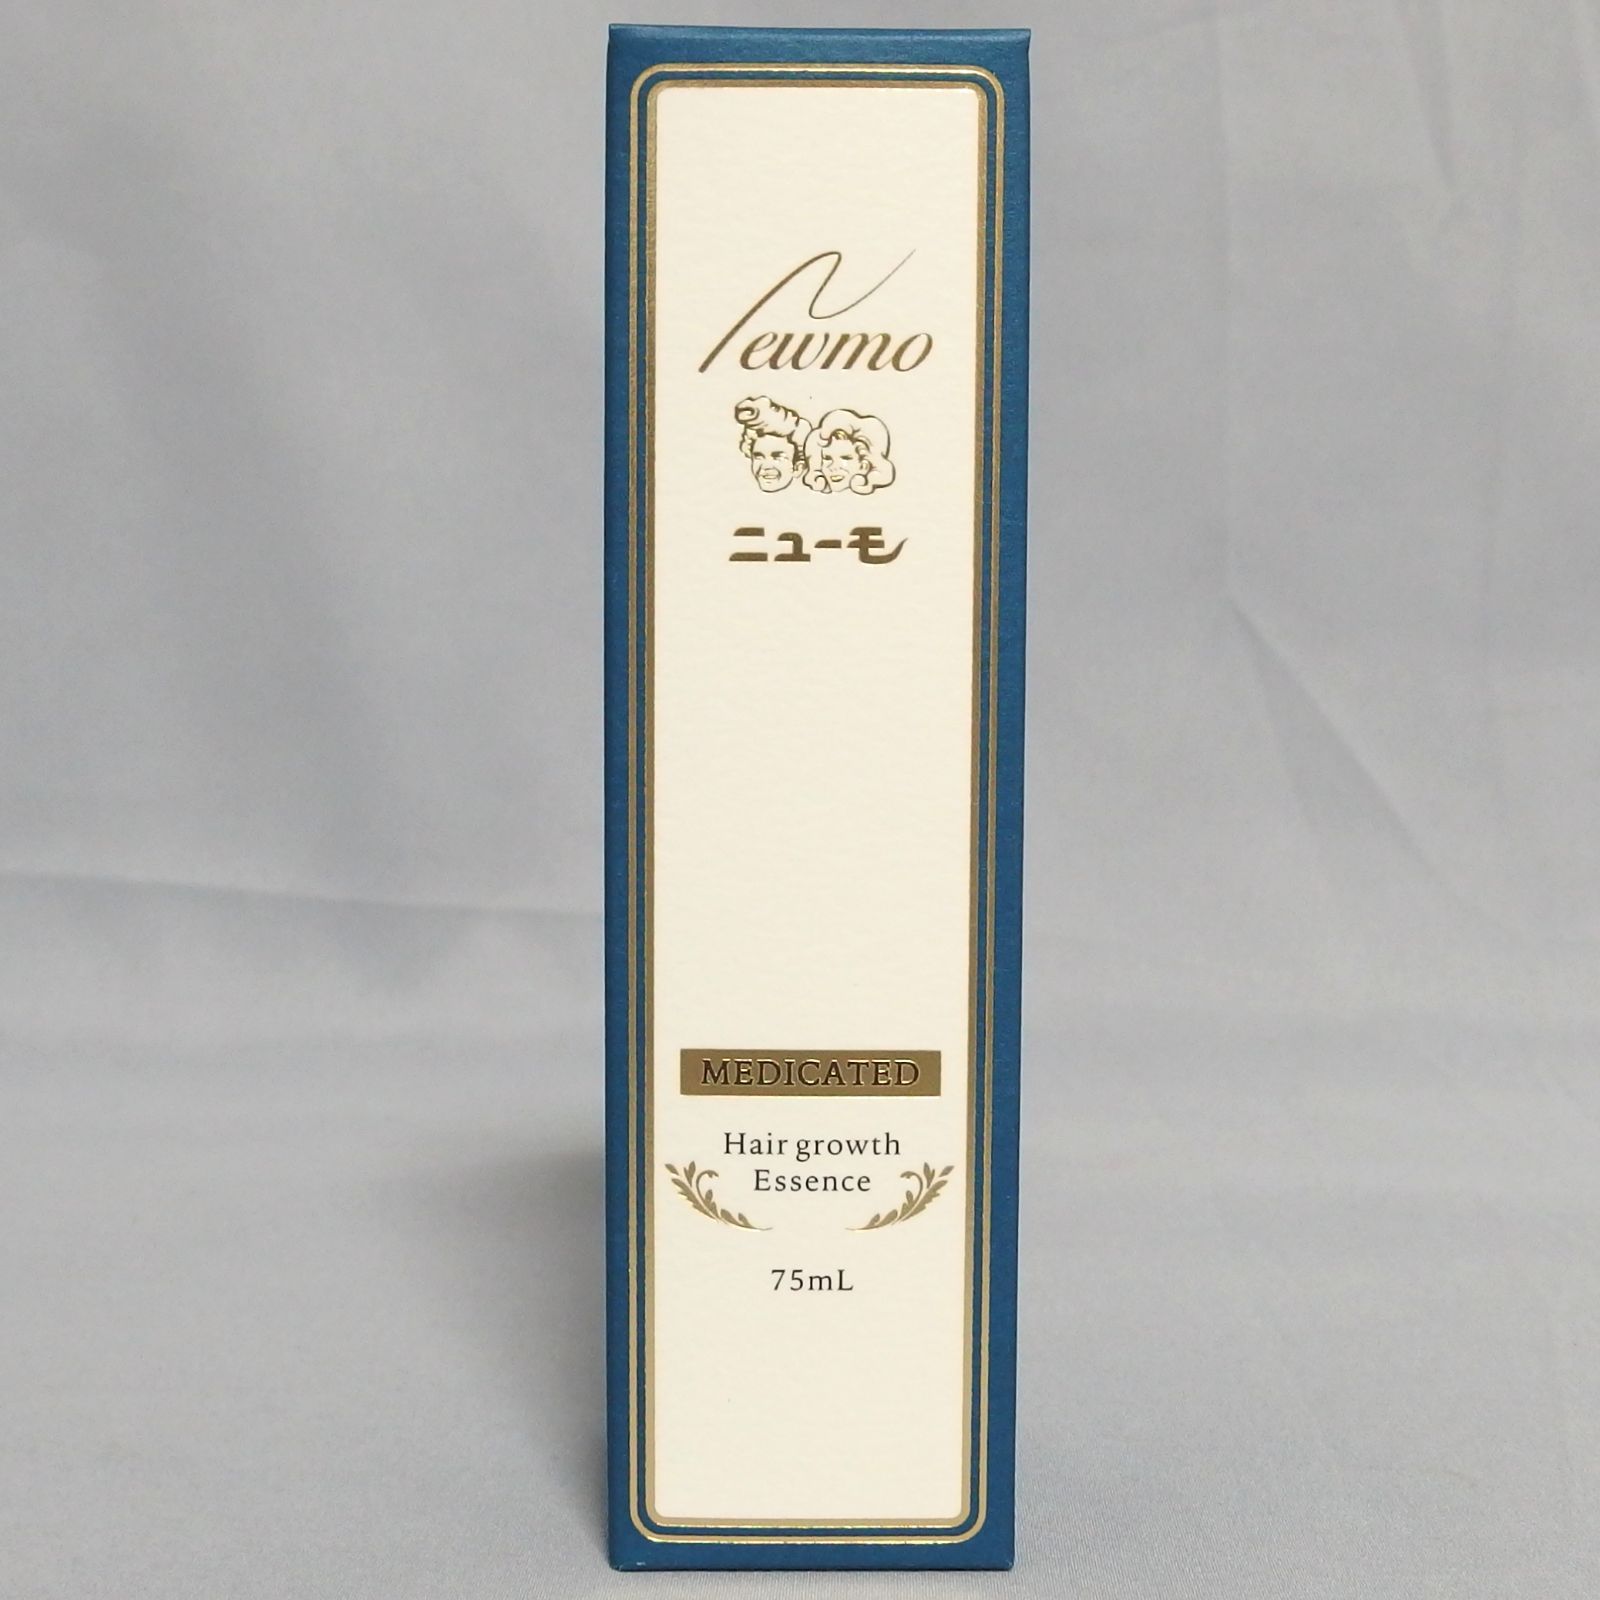 Newmo
ニューモ
MEDICATED
Hair growth
Essence
75mL